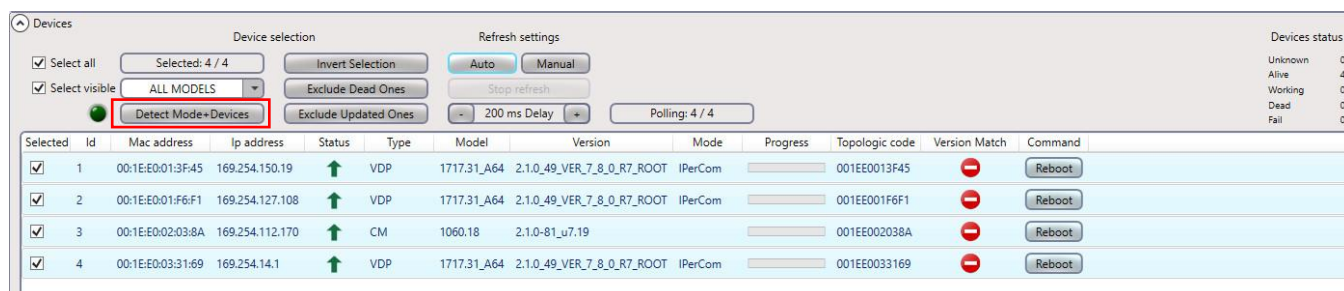 Devices
Device selection Refresh settings Devices status
Select all Selected: 4 / 4 Invert Selection Auto Manual
Select visible ALL MODELS Exclude Dead Ones Stop refresh
Detect Mode+Devices Exclude Updated Ones - 200 ms Delay + Polling: 4 / 4
Unknown 0
Alive 4
Working 0
Dead 0
Fail 0
Selected Id Mac address Ip address Status Type Model Version Mode Progress Topologic code Version Match Command
1 00:1E:E0:01:3F:45 169.254.150.19 VDP 1717.31_A64 2.1.0_49_VER_7_8_0_R7_ROOT IPerCom 001EE0013F45 Reboot
2 00:1E:E0:01:F6:F1 169.254.127.108 VDP 1717.31_A64 2.1.0_49_VER_7_8_0_R7_ROOT IPerCom 001EE001F6F1 Reboot
3 00:1E:E0:02:03:8A 169.254.112.170 CM 1060.18 2.1.0-81_u7.19 001EE002038A Reboot
4 00:1E:E0:03:31:69 169.254.14.1 VDP 1717.31_A64 2.1.0_49_VER_7_8_0_R7_ROOT IPerCom 001EE0033169 Reboot